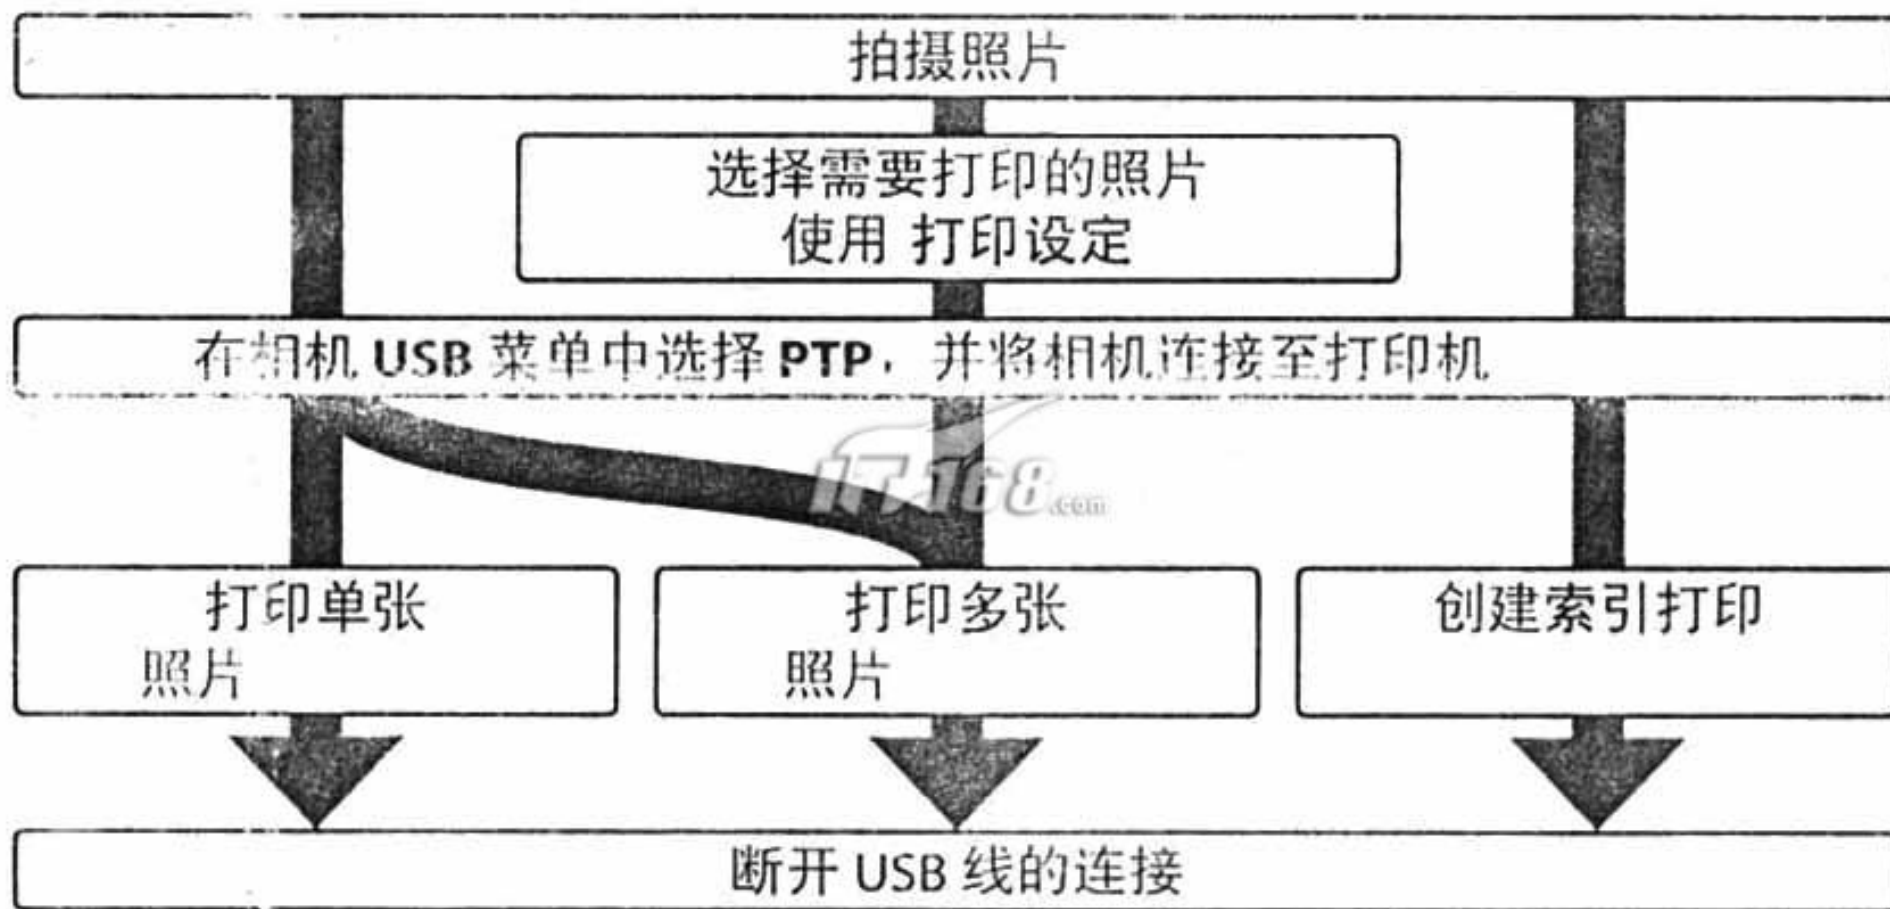 拍摄照片
选择需要打印的照片
使用 打印设定
在相机 USB 菜单中选择 PTP，并将相机连接至打印机
IT168.com
打印单张
照片
打印多张
照片
创建索引打印
断开 USB 线的连接